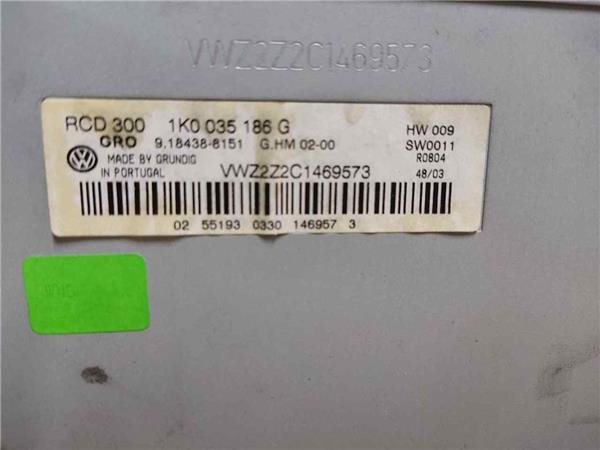 VWZ2Z2C1469573
RCD 300 1K0 035 186 G HW 009
GRO 9.18438-8151 G.HM 02-00 SW0011
MADE BY GRUNDIG R0804
IN PORTUGAL VWZ2Z2C1469573 48/03
02 55193 0330 146957 3